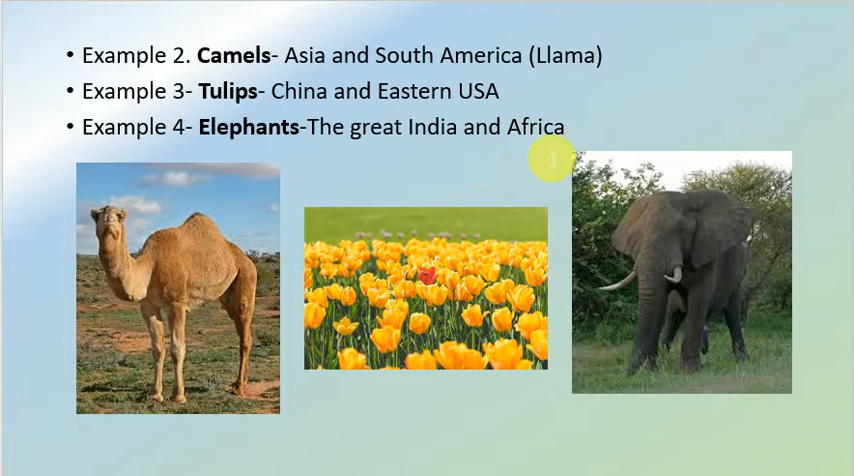 • Example 2. Camels- Asia and South America (Llama)
• Example 3- Tulips- China and Eastern USA
• Example 4- Elephants-The great India and Africa